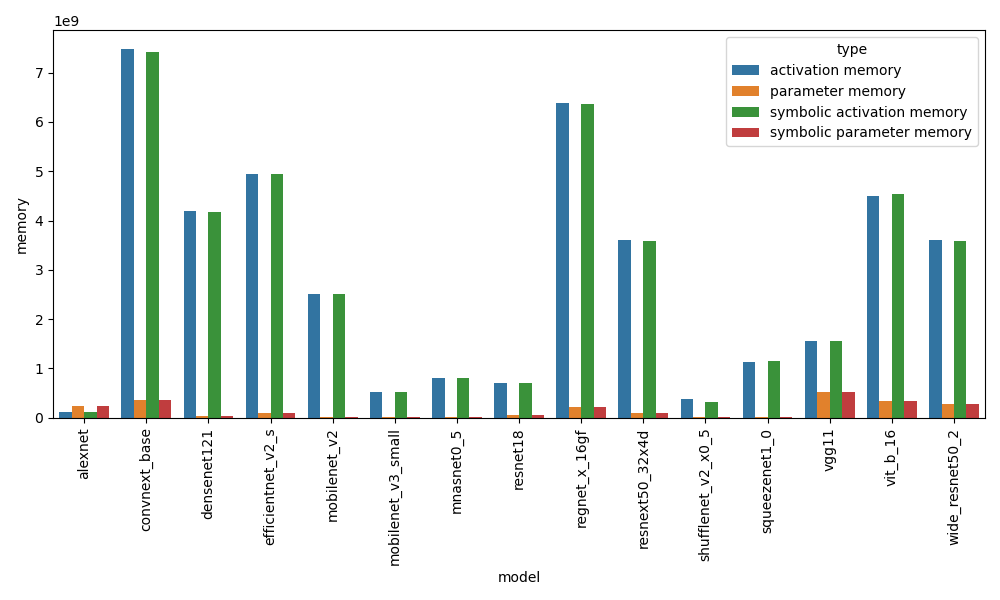 1e9
type
activation memory
parameter memory
symbolic activation memory
symbolic parameter memory
7
6
5
4
3
2
1
0
memory
alexnet
convnext_base
densenet121
efficientnet_v2_s
mobilenet_v2
mobilenet_v3_small
mnasnet0_5
resnet18
regnet_x_16gf
resnext50_32x4d
shufflenet_v2_x0_5
squeezenet1_0
vgg11
vit_b_16
wide_resnet50_2
model